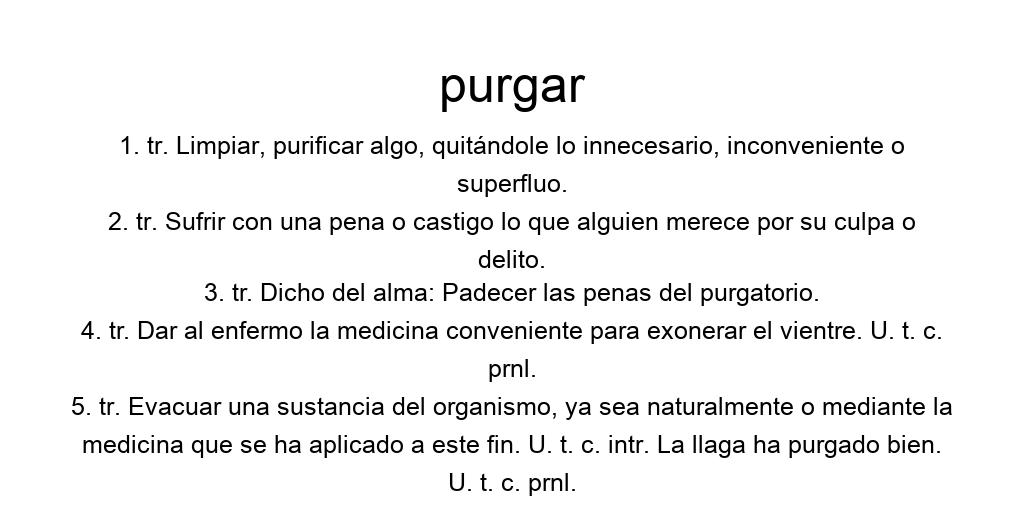 purgar
1. tr. Limpiar, purificar algo, quitándole lo innecesario, inconveniente o
superfluo.
2. tr. Sufrir con una pena o castigo lo que alguien merece por su culpa o
delito.
3. tr. Dicho del alma: Padecer las penas del purgatorio.
4. tr. Dar al enfermo la medicina conveniente para exonerar el vientre. U. t. c.
prnl.
5. tr. Evacuar una sustancia del organismo, ya sea naturalmente o mediante la
medicina que se ha aplicado a este fin. U. t. c. intr. La llaga ha purgado bien.
U. t. c. prnl.